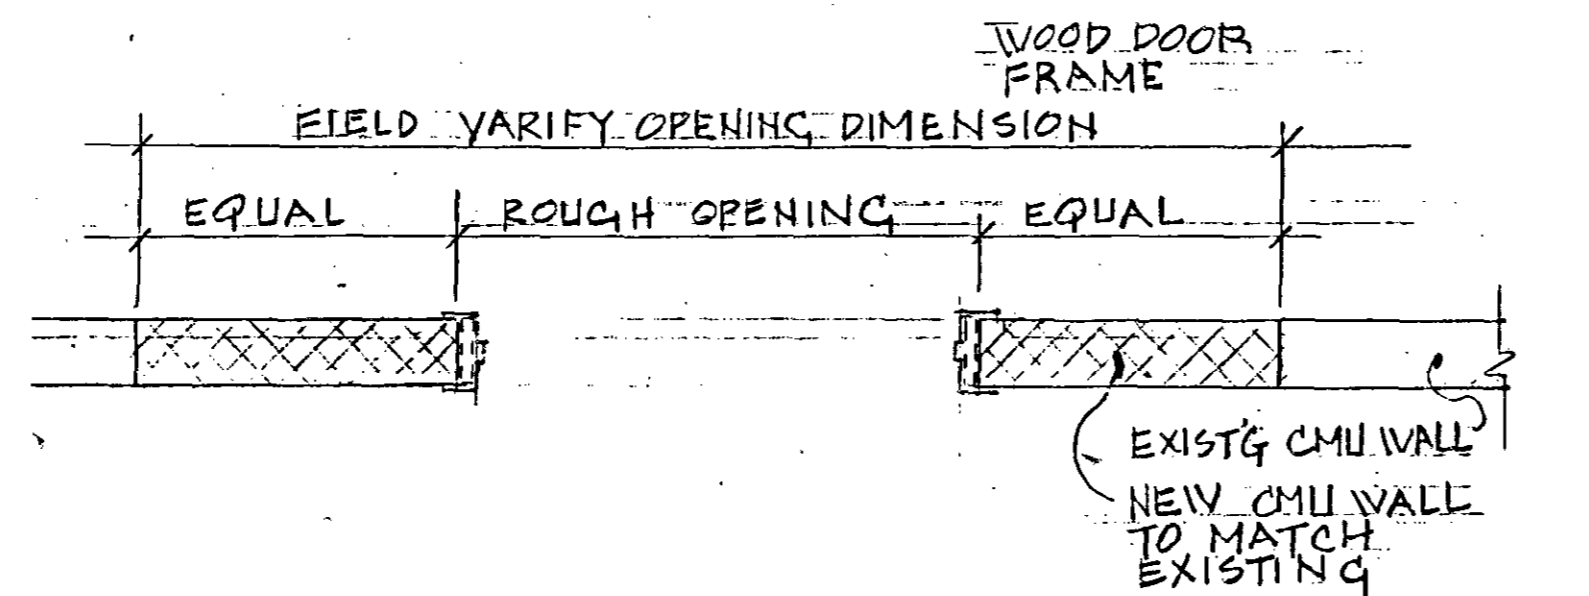 WOOD DOOR
FRAME
FIELD VARIFY OPENING DIMENSION
EQUAL
ROUGH OPENING
EQUAL
EXIST'G CMU WALL
NEW CMU WALL
TO MATCH
EXISTING